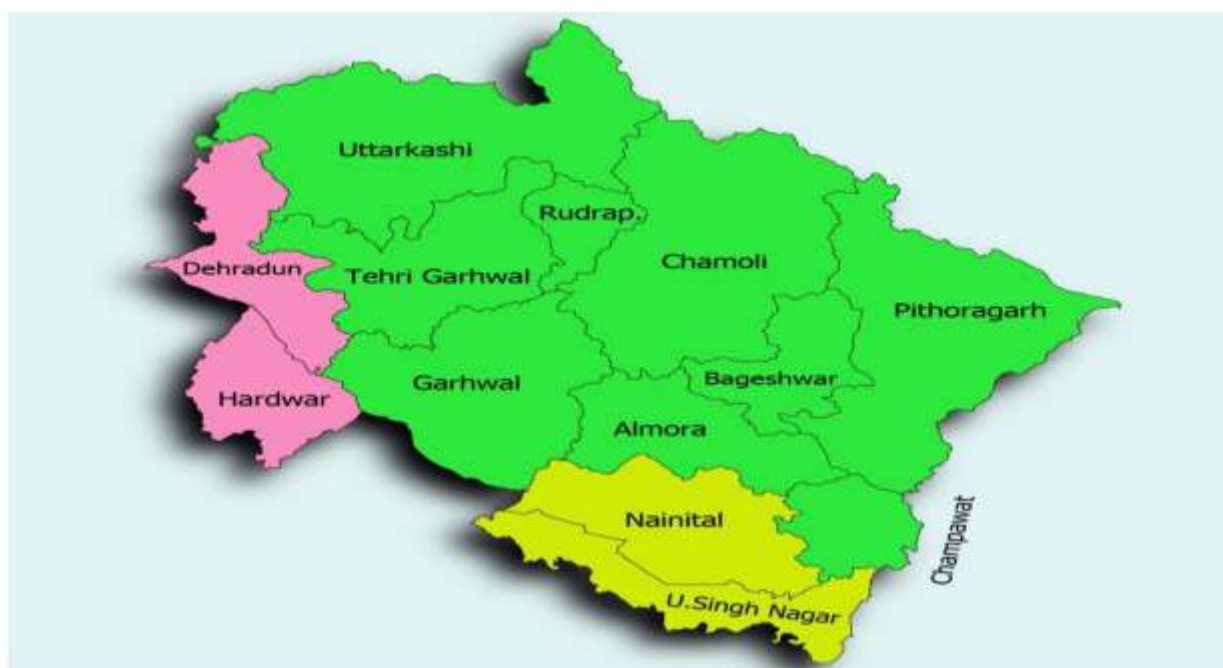 Uttarkashi
Rudrap.
Chamoli
Dehradun
Tehri Garhwal
Pithoragarh
Garhwal
Bageshwar
Hardwar
Almora
Nainital
Champawat
U.Singh Nagar